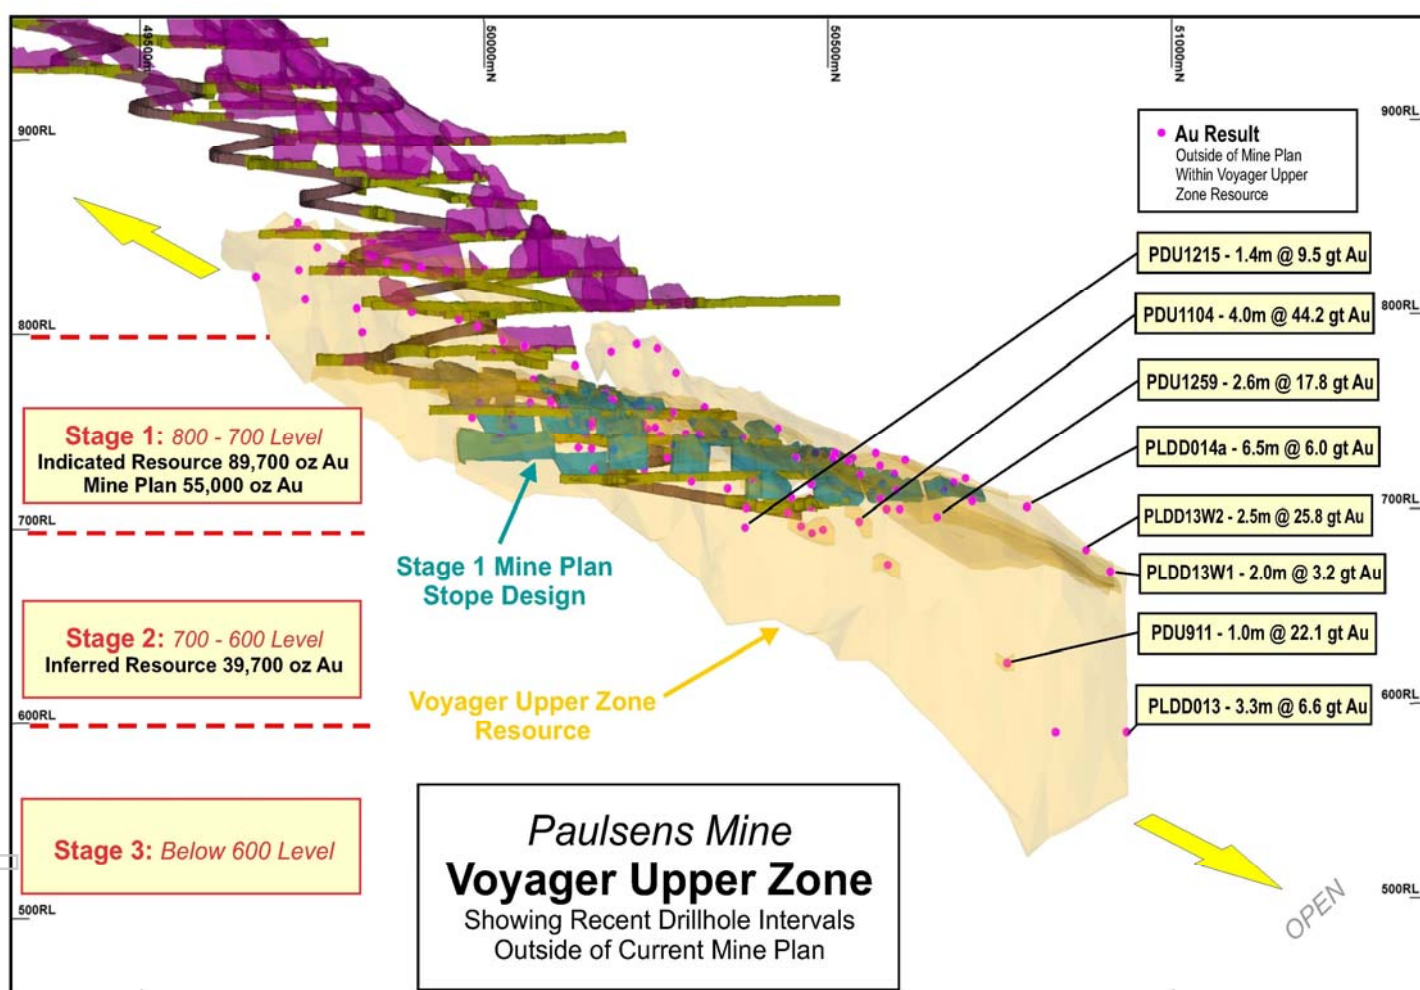 49500mN
50000mN
50500mN
51000mN
900RL
900RL
800RL
800RL
700RL
700RL
600RL
600RL
500RL
500RL
Au Result
Outside of Mine Plan
Within Voyager Upper
Zone Resource
PDU1215 - 1.4m @ 9.5 gt Au
PDU1104 - 4.0m @ 44.2 gt Au
PDU1259 - 2.6m @ 17.8 gt Au
PLDD014a - 6.5m @ 6.0 gt Au
PLDD13W2 - 2.5m @ 25.8 gt Au
PLDD13W1 - 2.0m @ 3.2 gt Au
PDU911 - 1.0m @ 22.1 gt Au
PLDD013 - 3.3m @ 6.6 gt Au
Stage 1: 800 - 700 Level
Indicated Resource 89,700 oz Au
Mine Plan 55,000 oz Au
Stage 2: 700 - 600 Level
Inferred Resource 39,700 oz Au
Stage 3: Below 600 Level
Stage 1 Mine Plan
Stope Design
Voyager Upper Zone
Resource
Paulsens Mine
Voyager Upper Zone
Showing Recent Drillhole Intervals
Outside of Current Mine Plan
OPEN